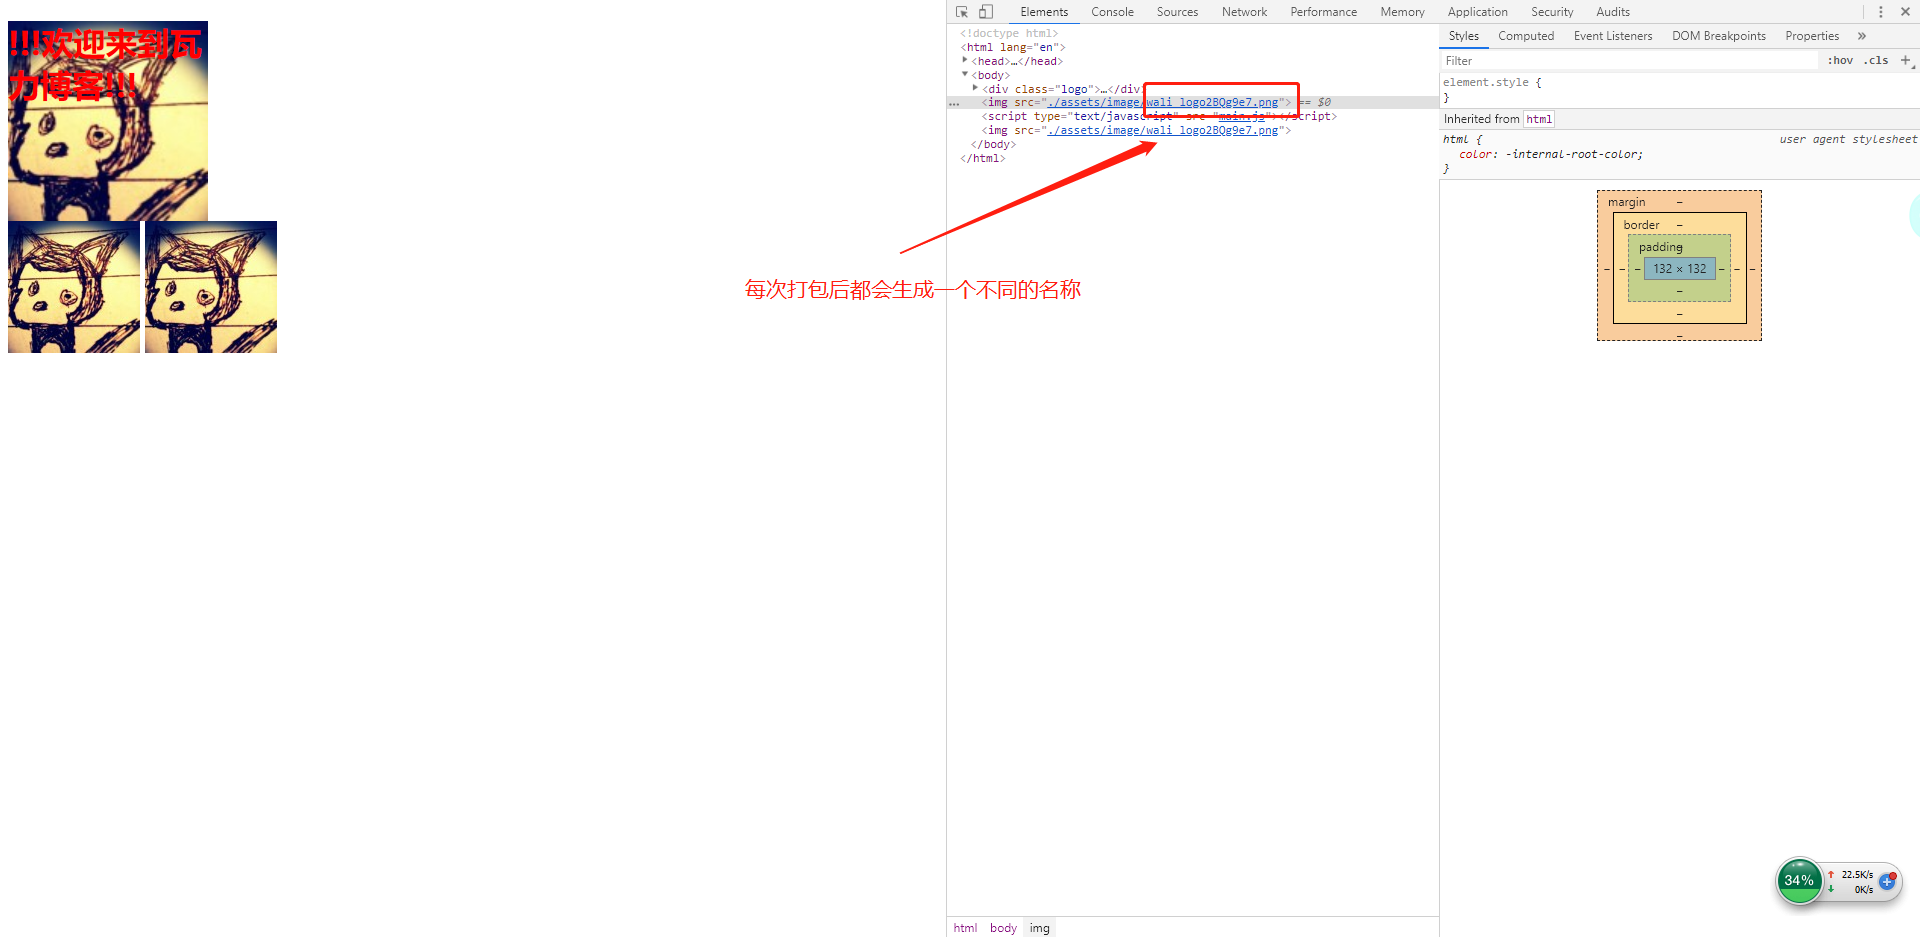 !!!欢迎来到瓦
力博客!!!
每次打包后都会生成一个不同的名称
Elements Console Sources Network Performance Memory Application Security Audits
<!doctype html>
<html lang="en">
<head>…</head>
<body>
<div class="logo">…</div>
… <img src="./assets/image/wali_logo2BQg9e7.png"> == $0
<script type="text/javascript" src="main.js"></script>
<img src="./assets/image/wali_logo2BQg9e7.png">
</body>
</html>
html body img
Styles Computed Event Listeners DOM Breakpoints Properties »
Filter :hov .cls +
element.style {
}
Inherited from html
html { user agent stylesheet
color: -internal-root-color;
}
margin –
border –
padding –
– – – 132 × 132 – – –
–
–
–
34% 22.5K/s
0K/s